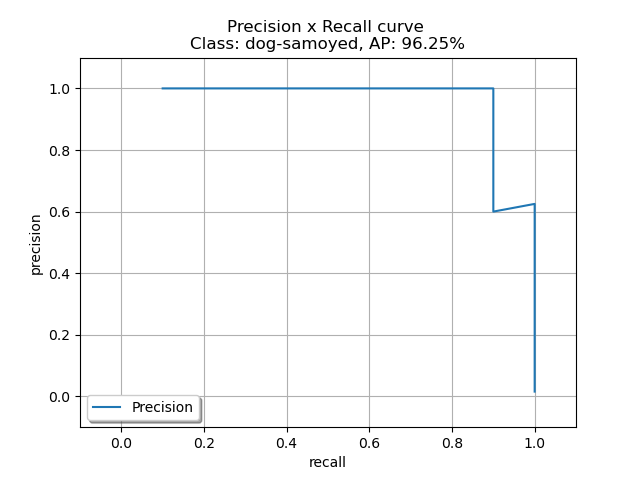 Precision x Recall curve
Class: dog-samoyed, AP: 96.25%
1.0
0.8
0.6
0.4
0.2
0.0
precision
Precision
0.0 0.2 0.4 0.6 0.8 1.0
recall